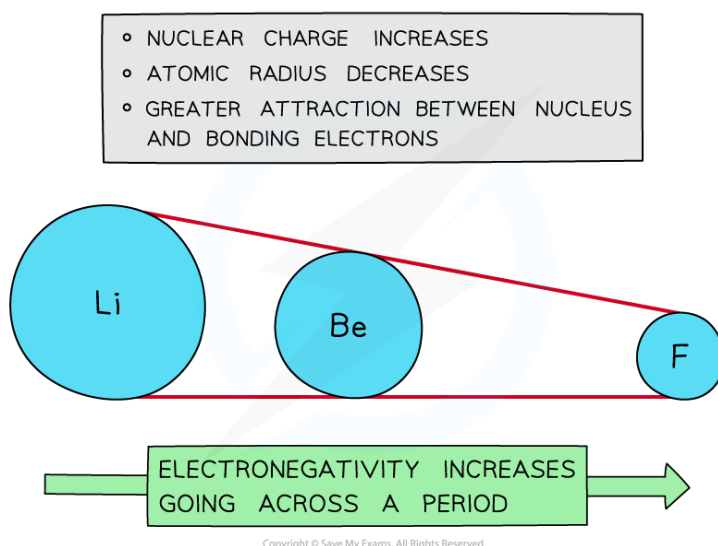 NUCLEAR CHARGE INCREASES
ATOMIC RADIUS DECREASES
GREATER ATTRACTION BETWEEN NUCLEUS
AND BONDING ELECTRONS
Li
Be
F
ELECTRONEGATIVITY INCREASES
GOING ACROSS A PERIOD
Copyright © Save My Exams. All Rights Reserved